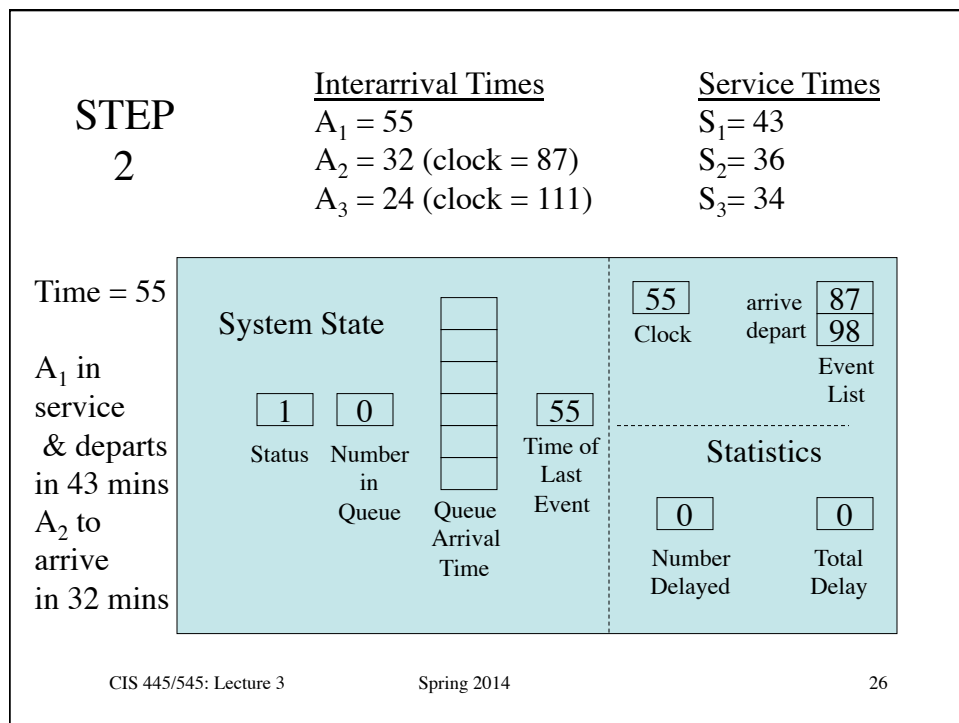 STEP
2
Interarrival Times
A1 = 55
A2 = 32 (clock = 87)
A3 = 24 (clock = 111)
Service Times
S1= 43
S2= 36
S3= 34
Time = 55
A1 in
service
& departs
in 43 mins
A2 to
arrive
in 32 mins
System State
1
Status
0
Number
in
Queue
Queue
Arrival
Time
55
Time of
Last
Event
55
Clock
arrive 87
depart 98
Event
List
Statistics
0
Number
Delayed
0
Total
Delay
CIS 445/545: Lecture 3 Spring 2014 26